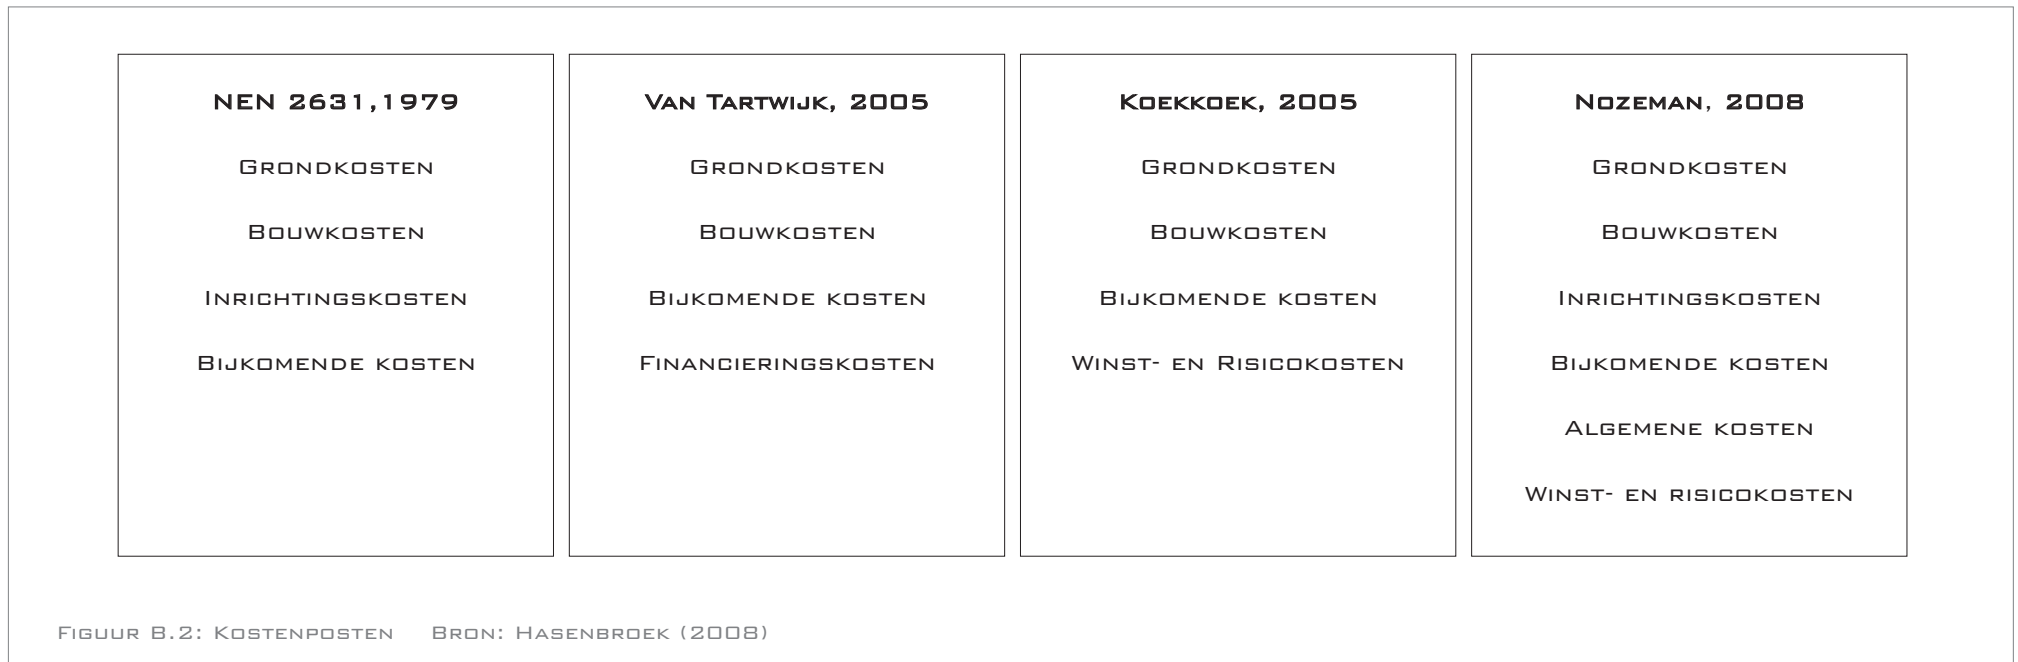 NEN 2631,1979
Grondkosten
Bouwkosten
Inrichtingskosten
Bijkomende kosten
Van Tartwijk, 2005
Grondkosten
Bouwkosten
Bijkomende kosten
Financieringskosten
Koekkoek, 2005
Grondkosten
Bouwkosten
Bijkomende kosten
Winst- en Risicokosten
Nozeman, 2008
Grondkosten
Bouwkosten
Inrichtingskosten
Bijkomende kosten
Algemene kosten
Winst- en risicokosten
Figuur B.2: Kostenposten Bron: Hasenbroek (2008)